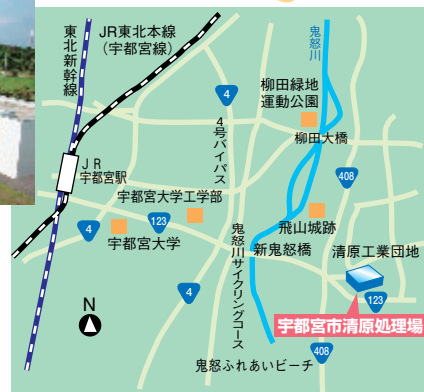 東北新幹線
JR東北本線
（宇都宮線）
鬼怒川
4
柳田緑地
運動公園
4号バイパス
柳田大橋
JR
宇都宮駅
408
宇都宮大学工学部
123
4
宇都宮大学
飛山城跡
新鬼怒橋
清原工業団地
鬼怒川サイクリングコース
4
123
N
宇都宮市清原処理場
408
鬼怒ふれあいビーチ